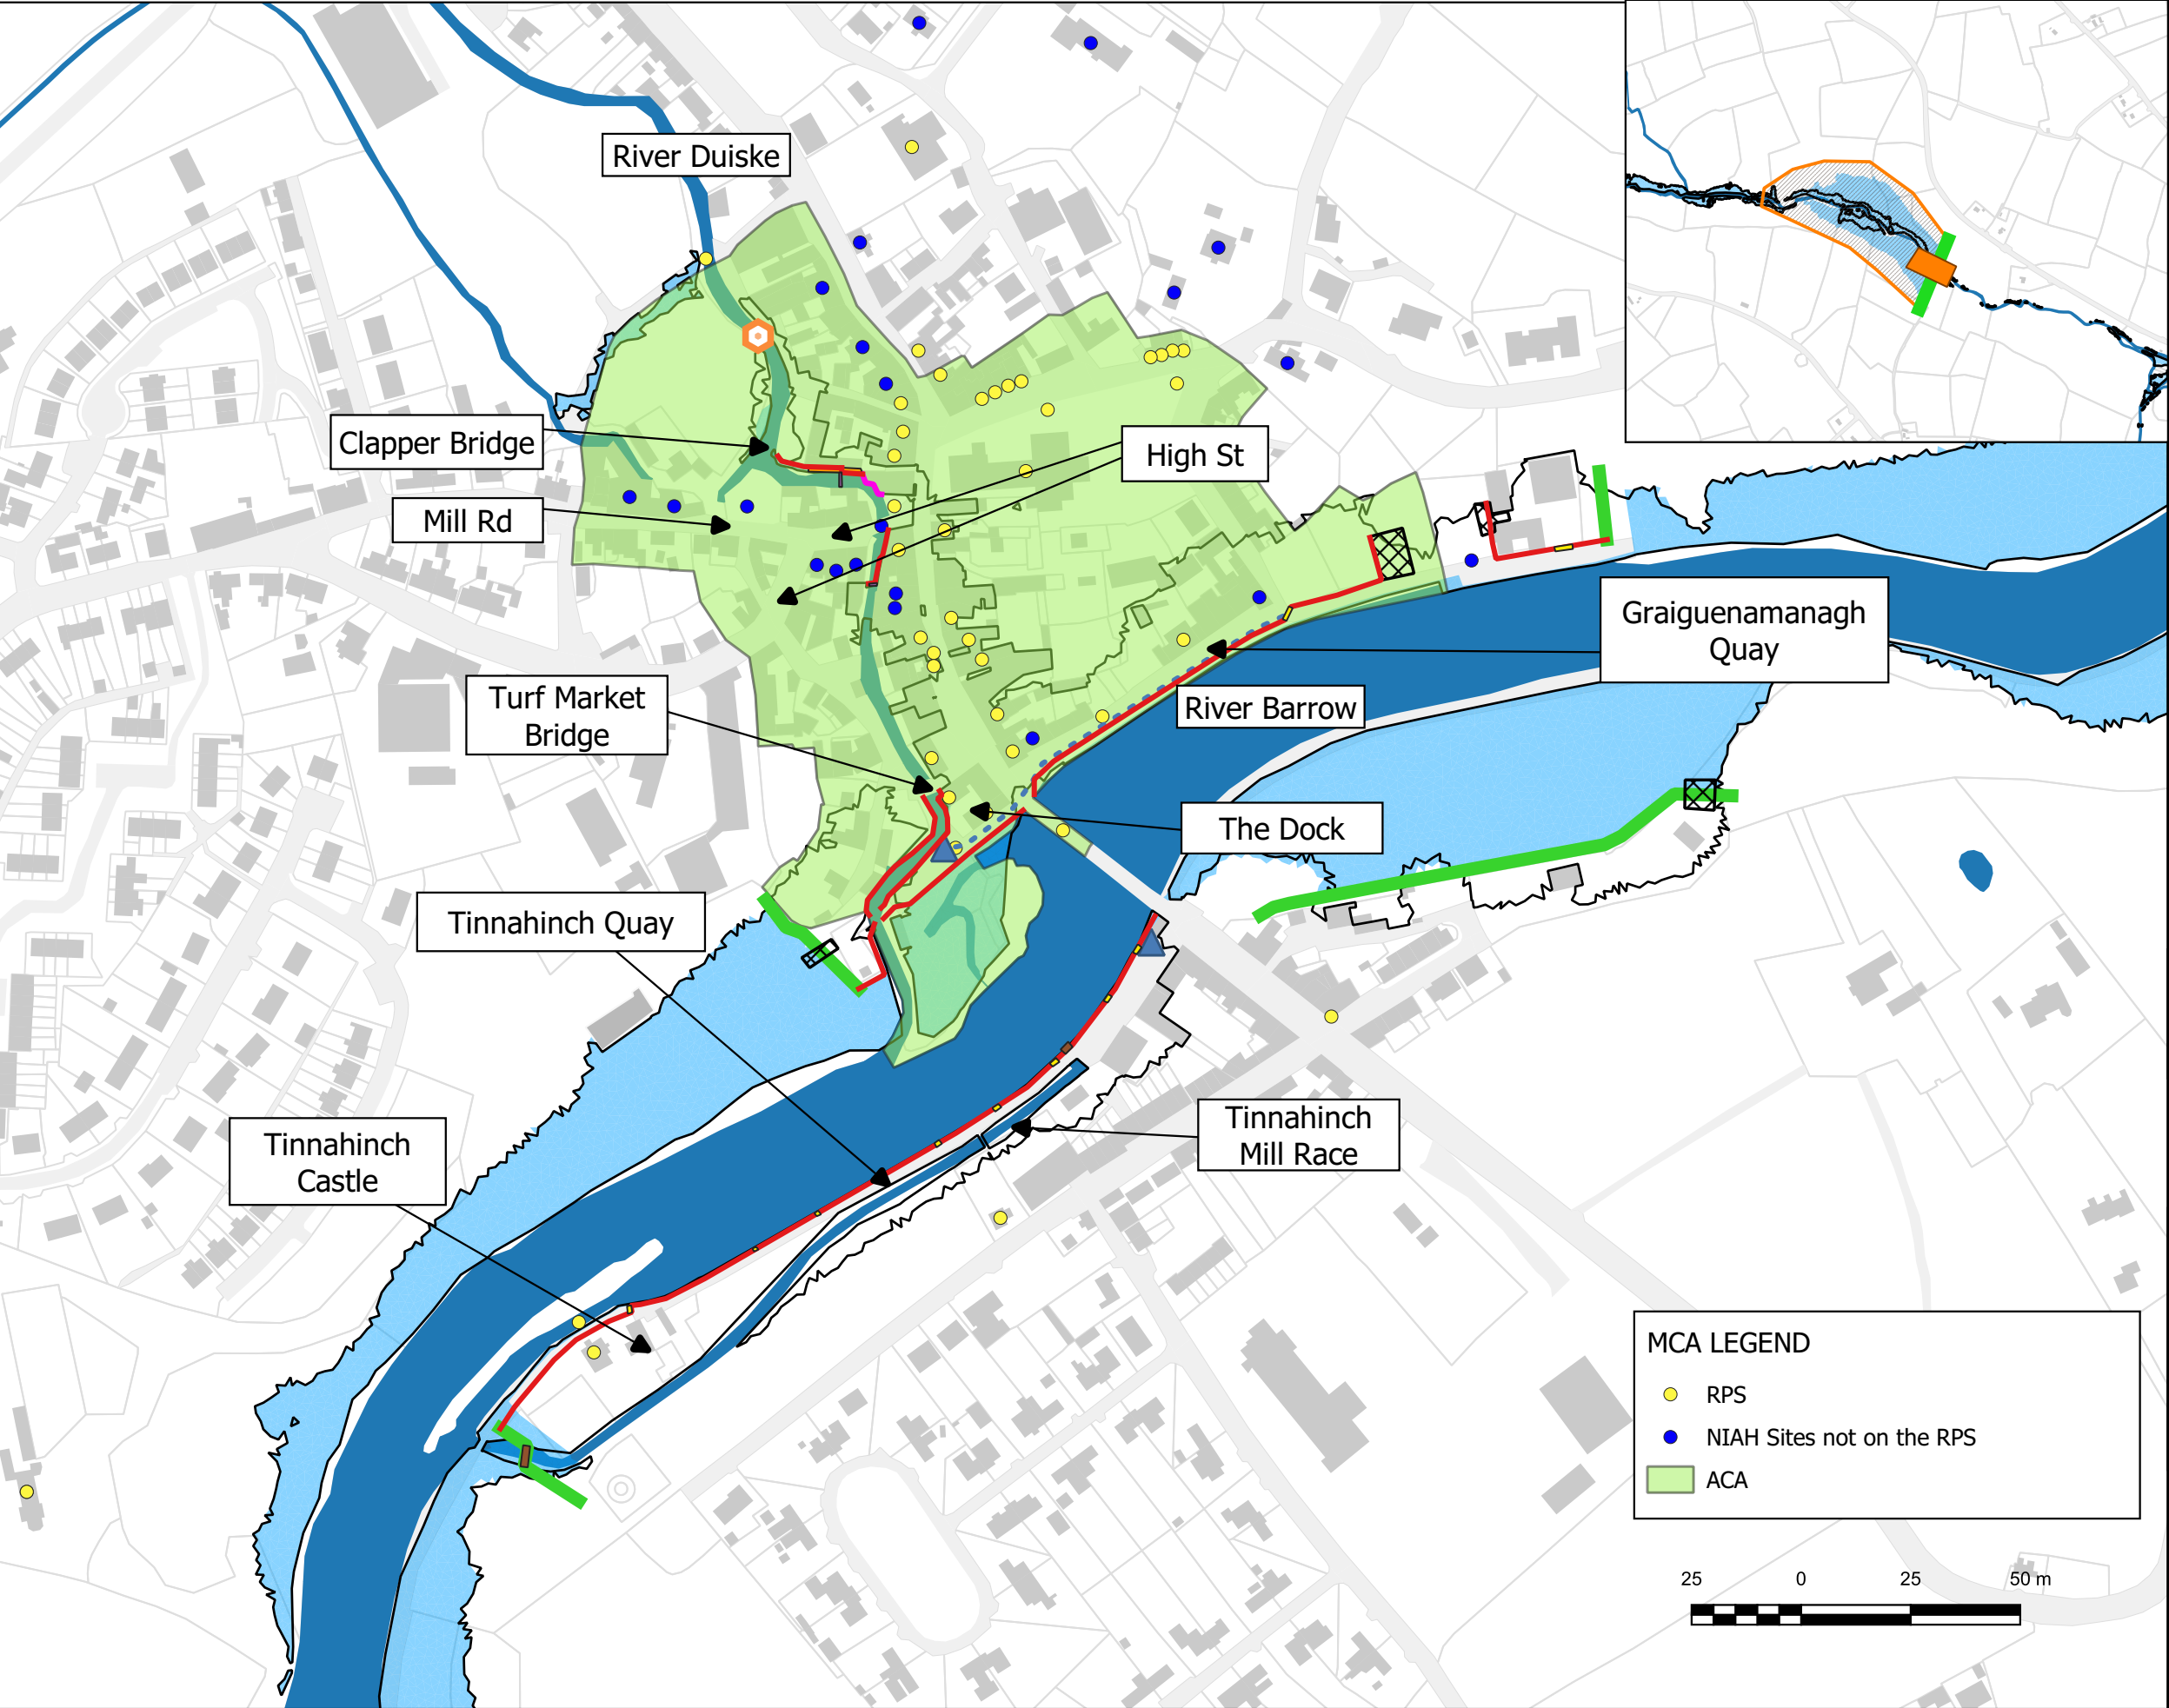 River Duiske
Clapper Bridge
High St
Mill Rd
Graiguenamanagh
Quay
Turf Market
Bridge
River Barrow
The Dock
Tinnahinch Quay
Tinnahinch
Mill Race
Tinnahinch
Castle
MCA LEGEND
RPS
NIAH Sites not on the RPS
ACA
25 0 25 50 m